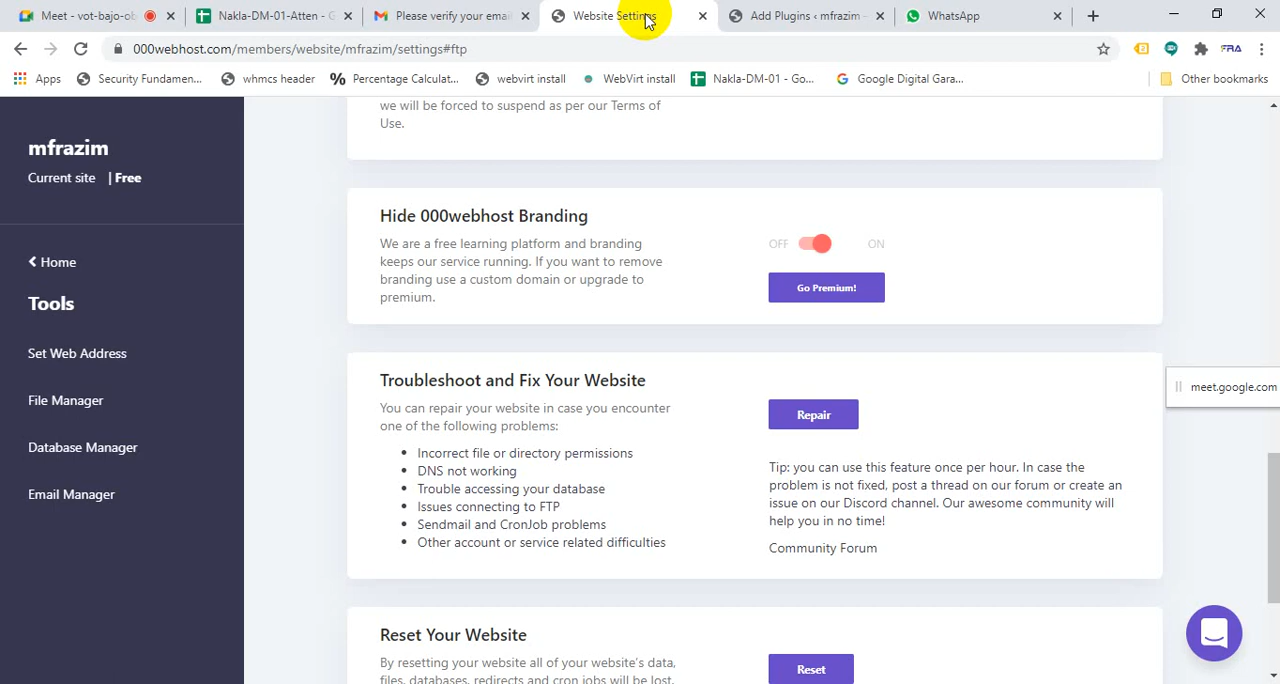 Meet - vot-bajo-ob
Nakla-DM-01-Atten - G
Please verify your emai
Website Settings
Add Plugins ‹ mfrazim –
WhatsApp
000webhost.com/members/website/mfrazim/settings#ftp
FRA
Apps
Security Fundamen...
whmcs header
Percentage Calcula...
webvirt install
WebVirt install
Nakla-DM-01 - Go...
Google Digital Gara...
Other bookmarks
mfrazim
Current site | Free
Home
Tools
Set Web Address
File Manager
Database Manager
Email Manager
we will be forced to suspend as per our Terms of
Use.
Hide 000webhost Branding
We are a free learning platform and branding
keeps our service running. If you want to remove
branding use a custom domain or upgrade to
premium.
OFF ON
Go Premium!
Troubleshoot and Fix Your Website
You can repair your website in case you encounter
one of the following problems:
• Incorrect file or directory permissions
• DNS not working
• Trouble accessing your database
• Issues connecting to FTP
• Sendmail and CronJob problems
• Other account or service related difficulties
Repair
Tip: you can use this feature once per hour. In case the
problem is not fixed, post a thread on our forum or create an
issue on our Discord channel. Our awesome community will
help you in no time!
Community Forum
meet.google.com
Reset Your Website
By resetting your website all of your website's data,
files, databases, redirects and cron jobs will be lost.
Reset